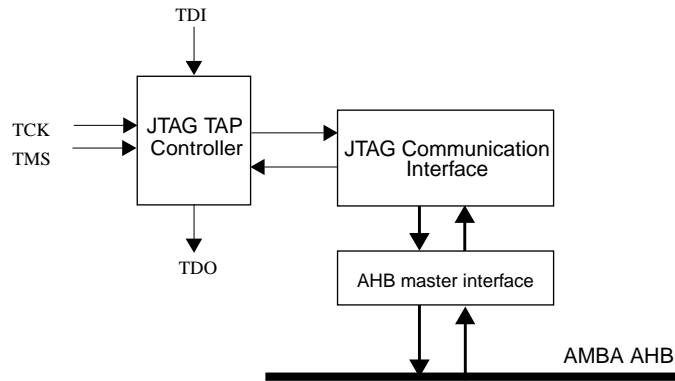 TDI
TCK
TMS
JTAG TAP
Controller
JTAG Communication
Interface
TDO
AHB master interface
AMBA AHB